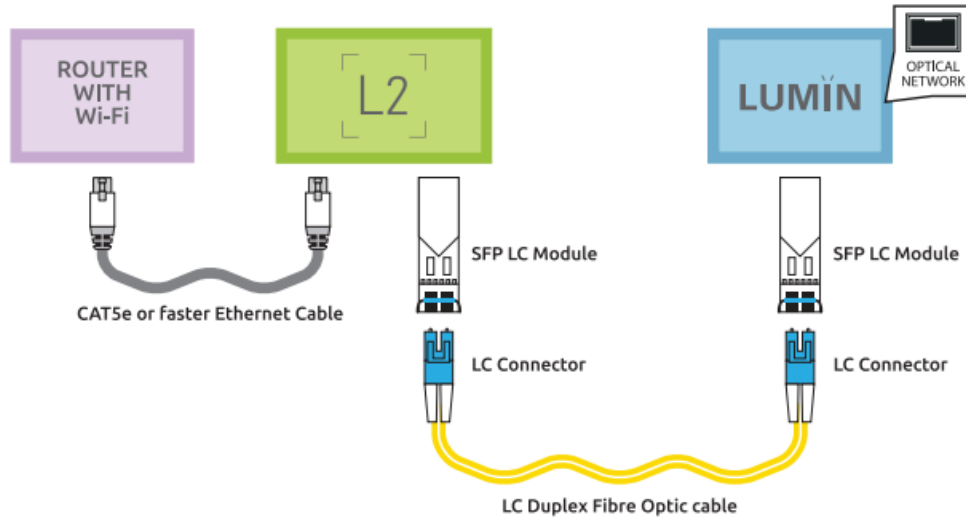 ROUTER
WITH
Wi-Fi
L2
LUMÏN
OPTICAL
NETWORK
SFP LC Module
SFP LC Module
CAT5e or faster Ethernet Cable
LC Connector
LC Connector
LC Duplex Fibre Optic cable